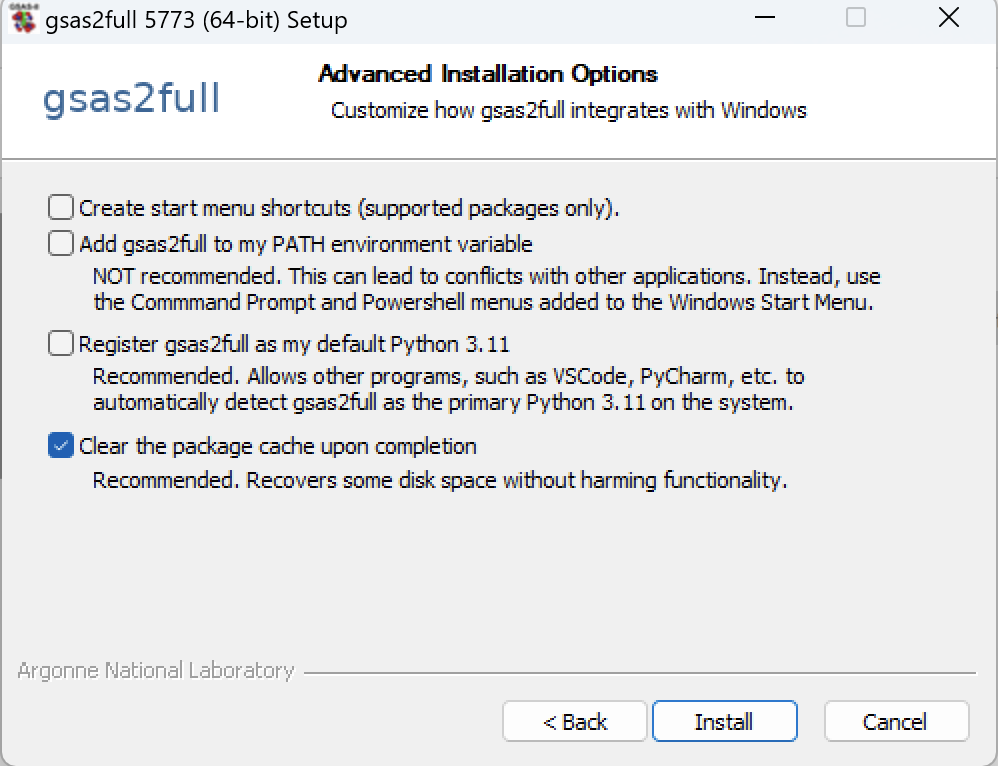 GSAS-II
gsas2full 5773 (64-bit) Setup
gsas2full
Advanced Installation Options
Customize how gsas2full integrates with Windows
Create start menu shortcuts (supported packages only).
Add gsas2full to my PATH environment variable
NOT recommended. This can lead to conflicts with other applications. Instead, use
the Commmand Prompt and Powershell menus added to the Windows Start Menu.
Register gsas2full as my default Python 3.11
Recommended. Allows other programs, such as VSCode, PyCharm, etc. to
automatically detect gsas2full as the primary Python 3.11 on the system.
Clear the package cache upon completion
Recommended. Recovers some disk space without harming functionality.
Argonne National Laboratory
< Back
Install
Cancel